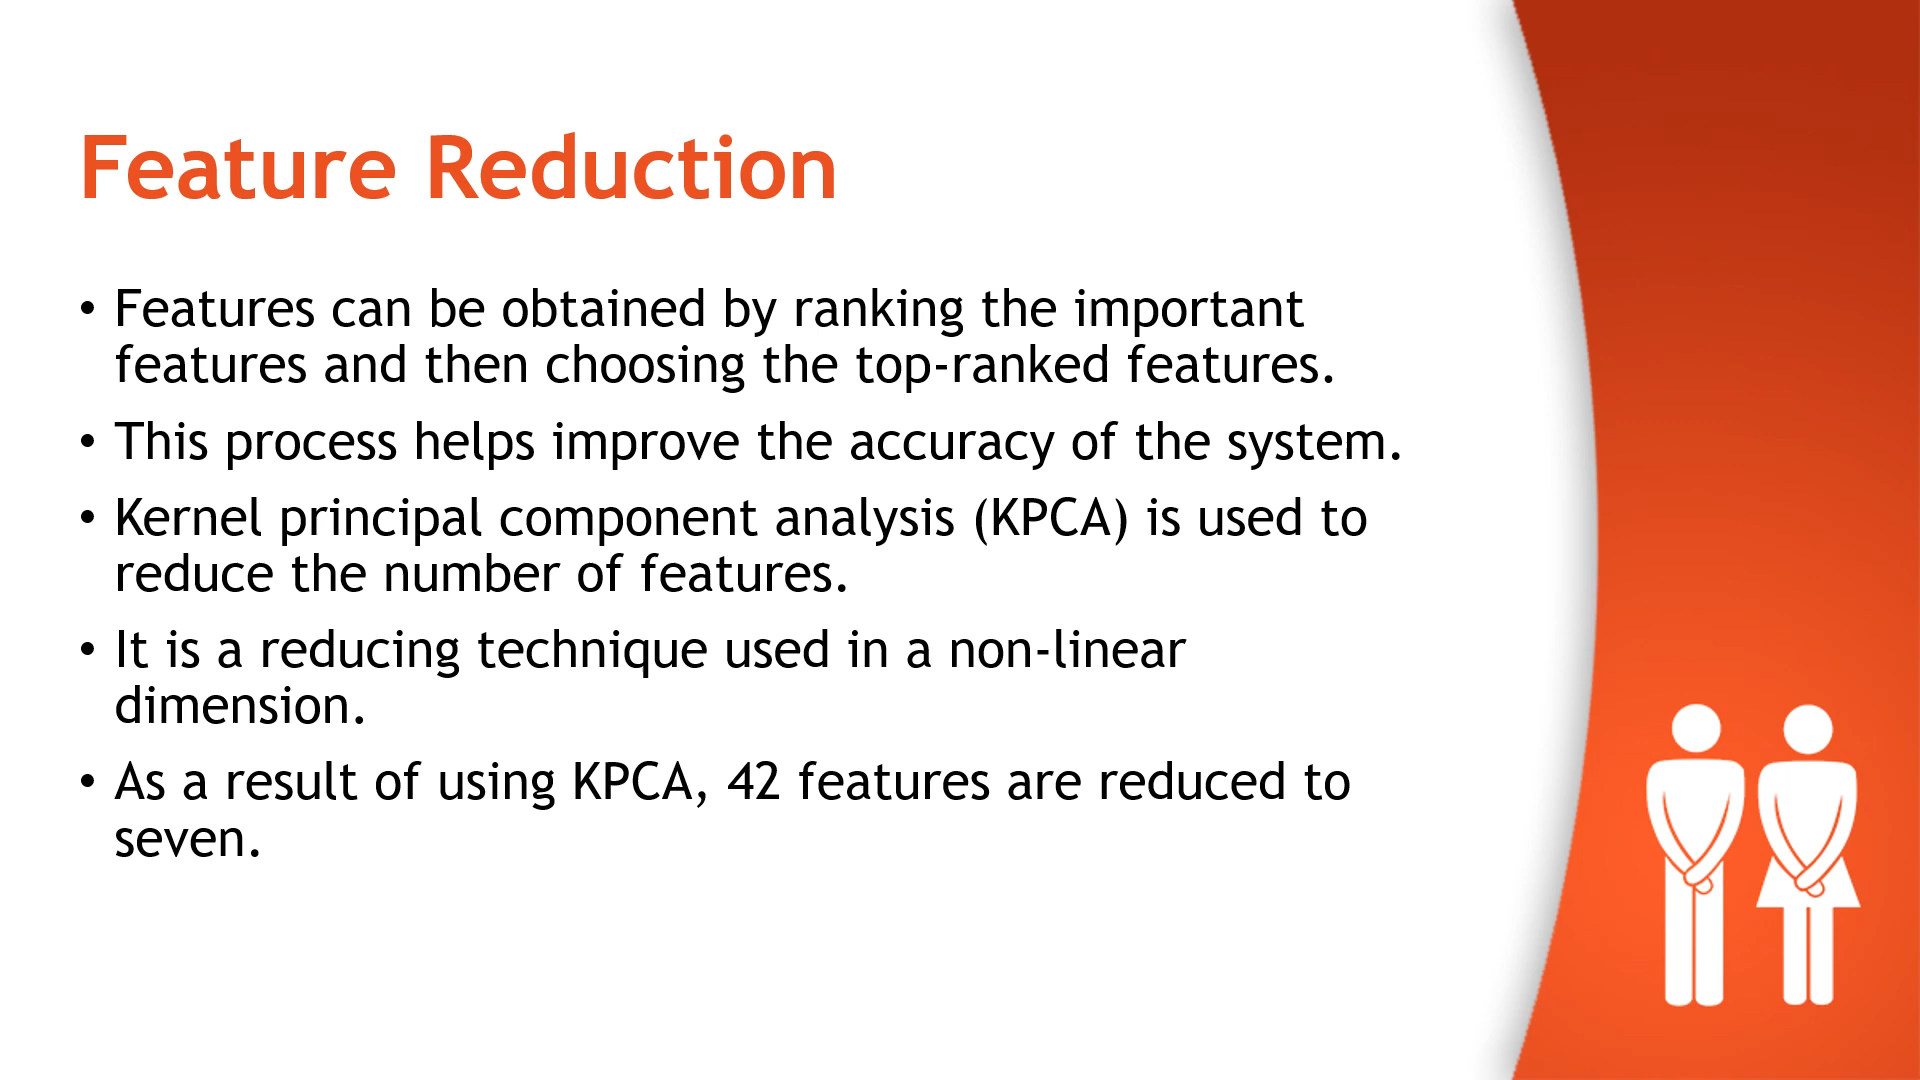 Feature Reduction
• Features can be obtained by ranking the important
features and then choosing the top-ranked features.
• This process helps improve the accuracy of the system.
• Kernel principal component analysis (KPCA) is used to
reduce the number of features.
• It is a reducing technique used in a non-linear
dimension.
• As a result of using KPCA, 42 features are reduced to
seven.